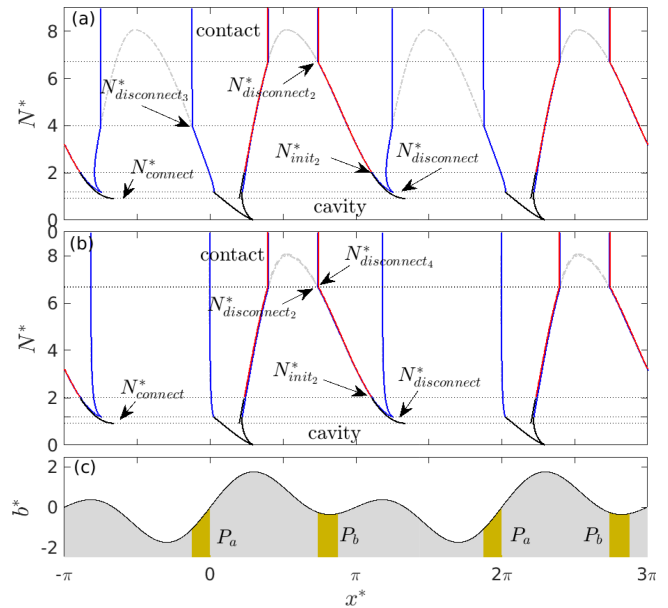 (a)
8
6
4
2
0
N*
contact
N*disconnect3
N*disconnect2
N*connect
N*init2
N*disconnect
cavity
(b)
0
8
6
4
2
0
N*
contact
N*disconnect4
N*disconnect2
N*connect
N*init2
N*disconnect
cavity
(c)
2
0
-2
b*
Pa
Pb
Pa
Pb
-π 0 π 2π 3π
x*